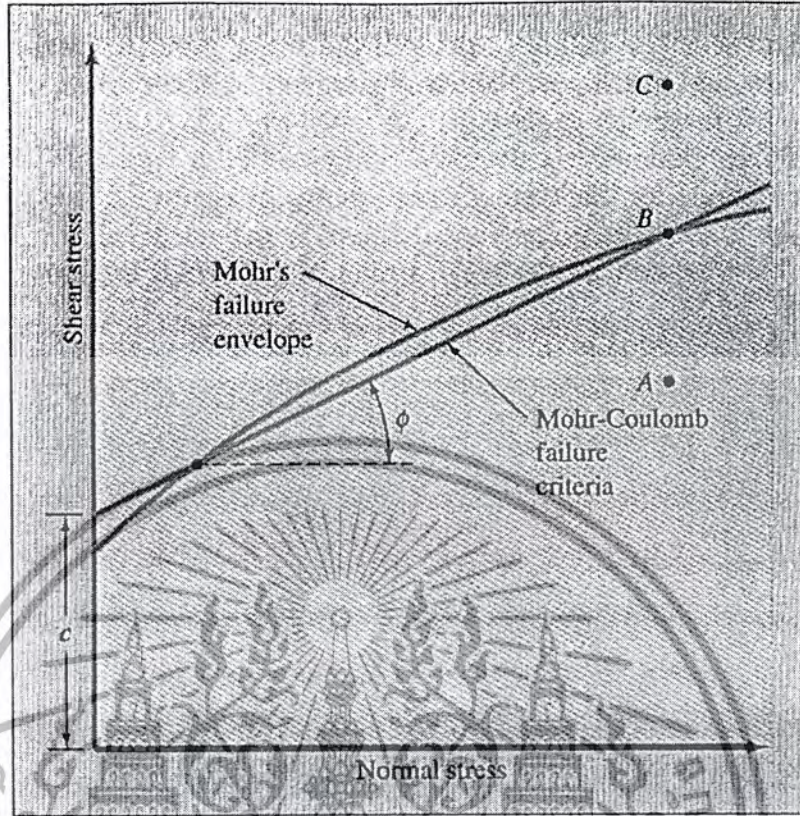 C
B
Mohr's
failure
envelope
Shear stress
A
ϕ
Mohr-Coulomb
failure
criteria
c
Normal stress